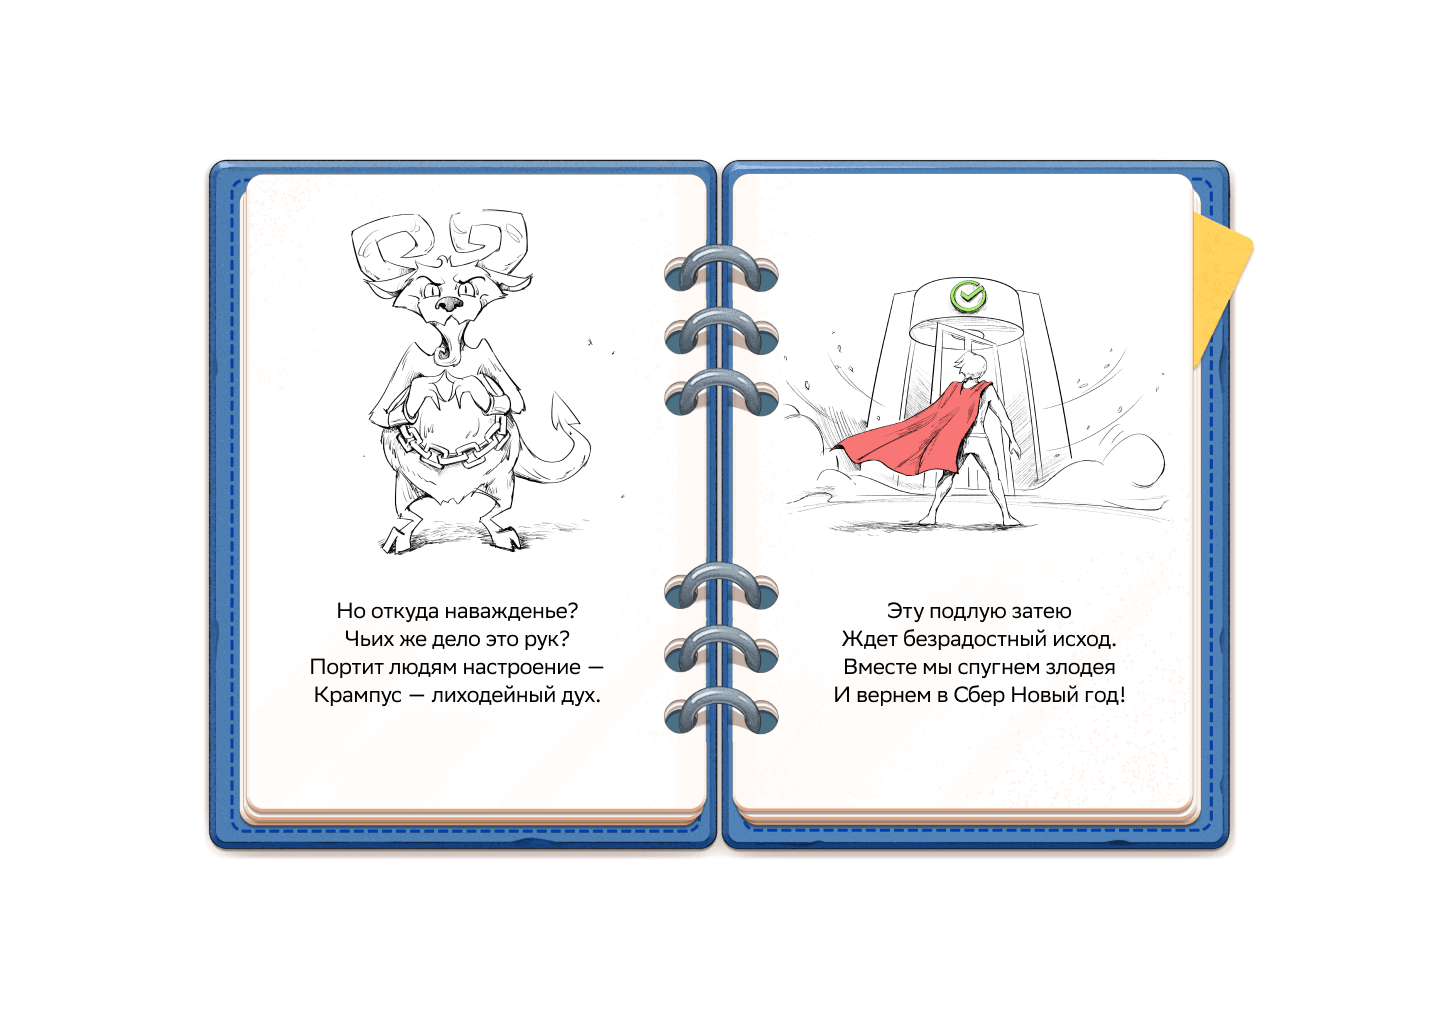 Но откуда наважденье?
Чьих же дело это рук?
Портит людям настроение —
Крампус — лиходейный дух.
Эту подлую затею
Ждет безрадостный исход.
Вместе мы спугнем злодея
И вернем в Сбер Новый год!